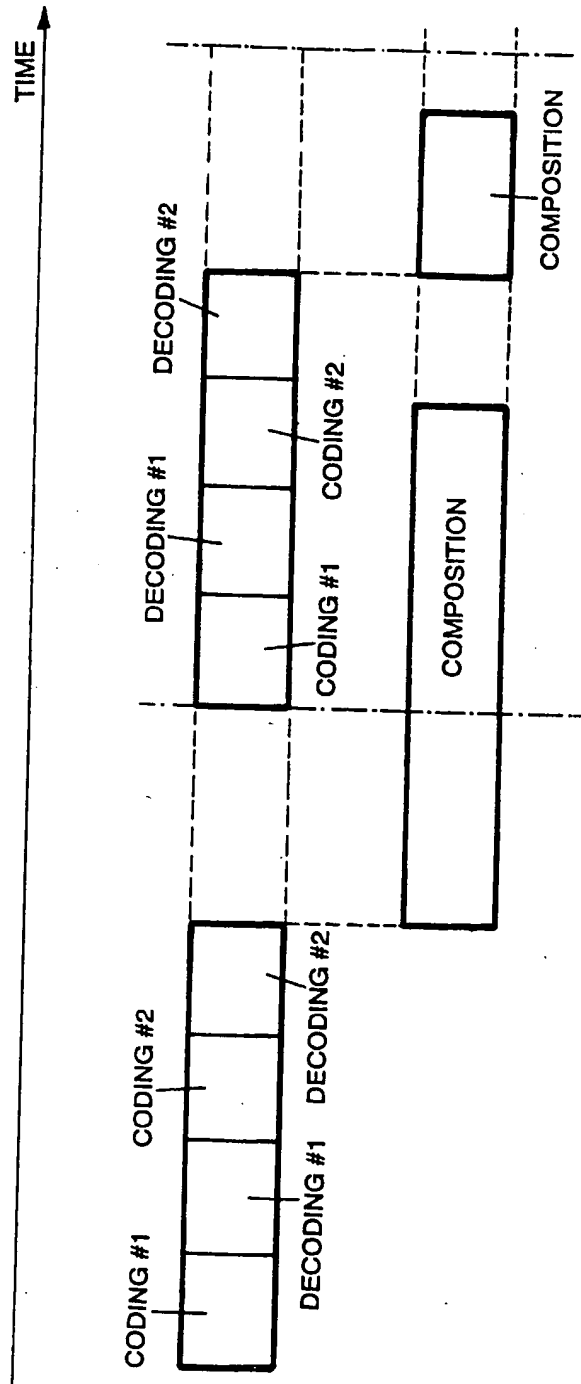 TIME
CODING #1
CODING #2
DECODING #1
DECODING #2
DECODING #1
DECODING #2
CODING #1
CODING #2
COMPOSITION
COMPOSITION